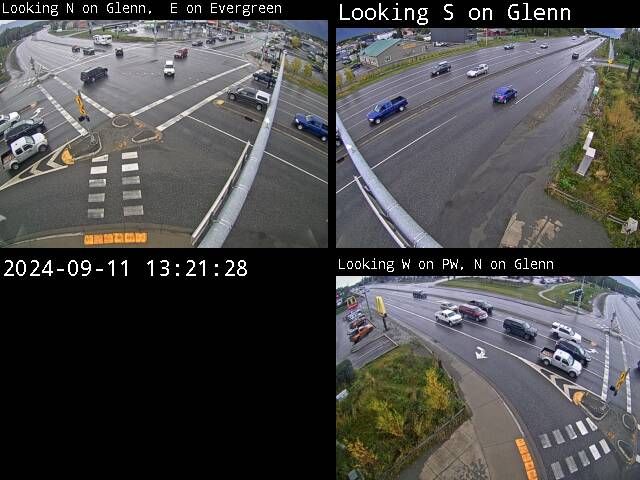 Looking N on Glenn,  E on Evergreen
Looking S on Glenn
2024-09-11 13:21:28
Looking W on PW, N on Glenn